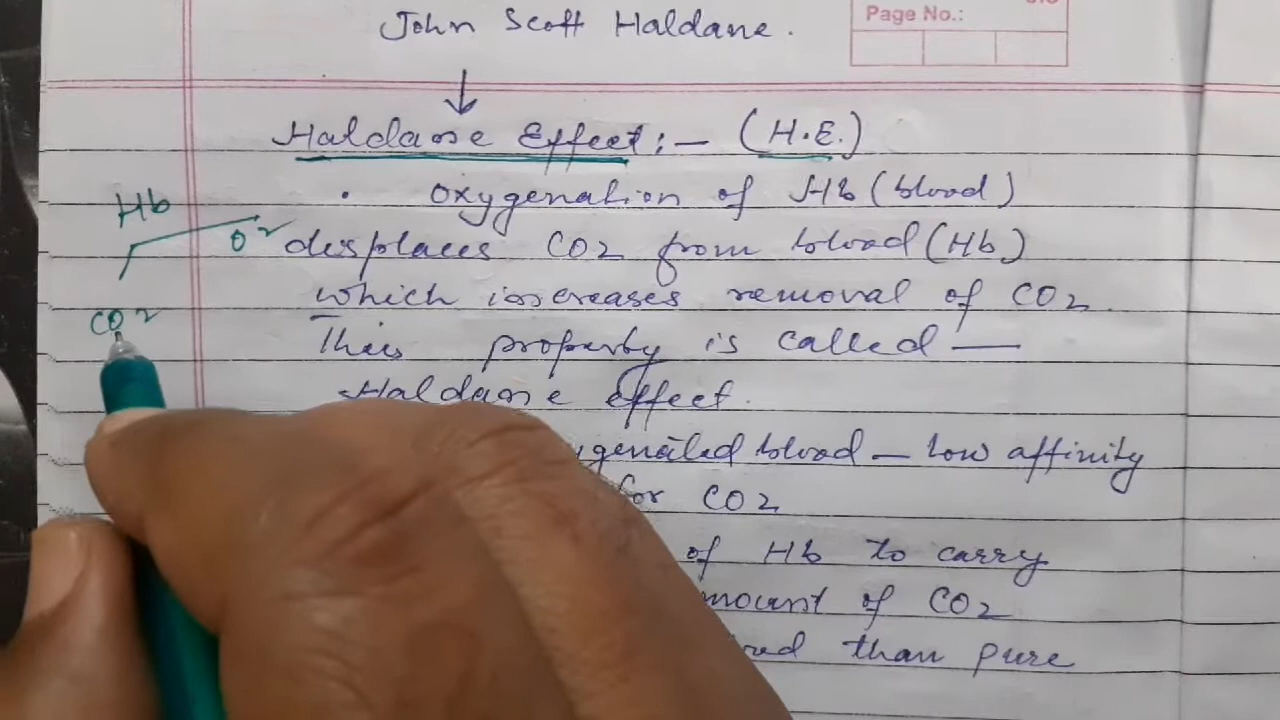 John Scott Haldane.
Page No.:
Haldane Effect :- (H.E.)
• Oxygenation of Hb (blood)
Hb
O2
displaces CO2 from blood (Hb)
which increases removal of CO2.
CO2
This property is called —
Haldane effect.
blood - low affinity
for CO2
of Hb to carry
of CO2
than pure